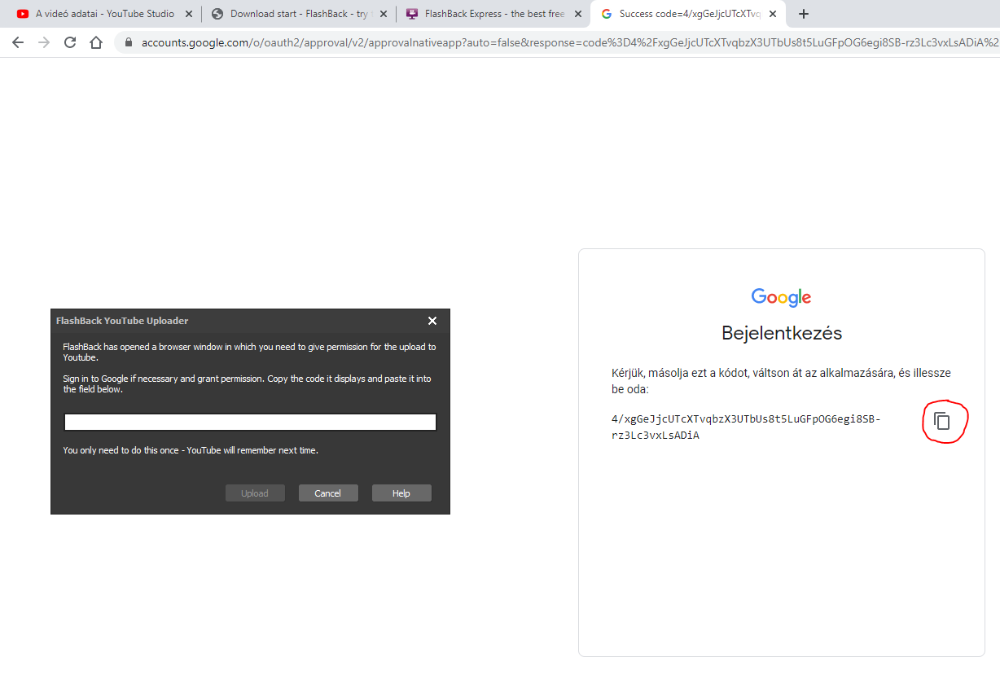 A videó adatai - YouTube Studio
Download start - FlashBack - try
FlashBack Express - the best free
Success code=4/xgGeJjcUTcXTvq
accounts.google.com/o/oauth2/approval/v2/approvalnativeapp?auto=false&response=code%3D4%2FxgGeJjcUTcXTvqbzX3UTbUs8t5LuGFpOG6egi8SB-rz3Lc3vxLsADiA%2
FlashBack YouTube Uploader
FlashBack has opened a browser window in which you need to give permission for the upload to
Youtube.
Sign in to Google if necessary and grant permission. Copy the code it displays and paste it into
the field below.
You only need to do this once - YouTube will remember next time.
Upload
Cancel
Help
Google
Bejelentkezés
Kérjük, másolja ezt a kódot, váltson át az alkalmazására, és illessze
be oda:
4/xgGeJjcUTcXTvqbzX3UTbUs8t5LuGFpOG6egi8SB-
rz3Lc3vxLsADiA